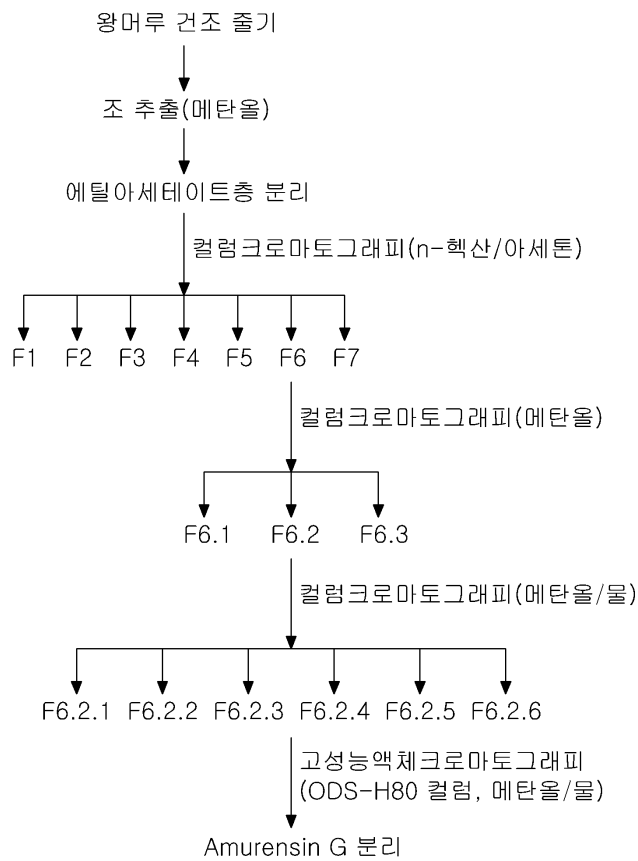 왕머루 건조 줄기
조 추출(메탄올)
에틸아세테이트층 분리
컬럼크로마토그래피(n-헥산/아세톤)
F1 F2 F3 F4 F5 F6 F7
컬럼크로마토그래피(메탄올)
F6.1 F6.2 F6.3
컬럼크로마토그래피(메탄올/물)
F6.2.1 F6.2.2 F6.2.3 F6.2.4 F6.2.5 F6.2.6
고성능액체크로마토그래피
(ODS-H80 컬럼, 메탄올/물)
Amurensin G 분리